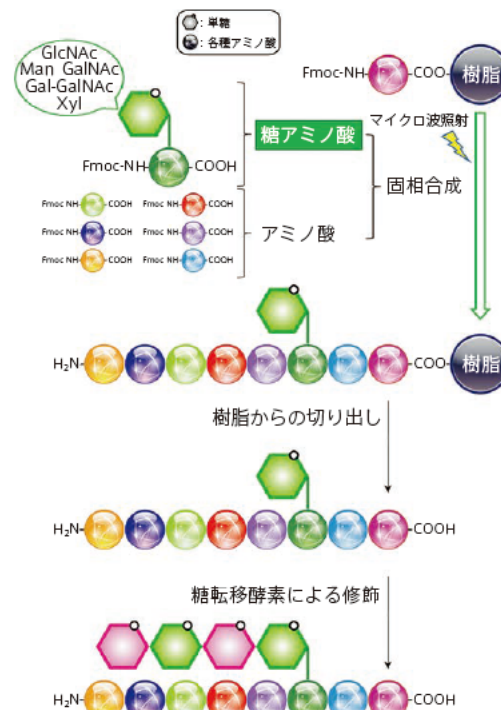 ：単糖
：各種アミノ酸
GlcNAc
Man GalNAc
Gal-GalNAc
Xyl
Fmoc-NH
COO
樹脂
マイクロ波照射
糖アミノ酸
Fmoc-NH
COOH
固相合成
Fmoc NH
COOH
Fmoc NH
COOH
Fmoc NH
COOH
Fmoc NH
COOH
Fmoc NH
COOH
Fmoc NH
COOH
アミノ酸
H₂N
COO
樹脂
樹脂からの切り出し
H₂N
COOH
糖転移酵素による修飾
H₂N
COOH